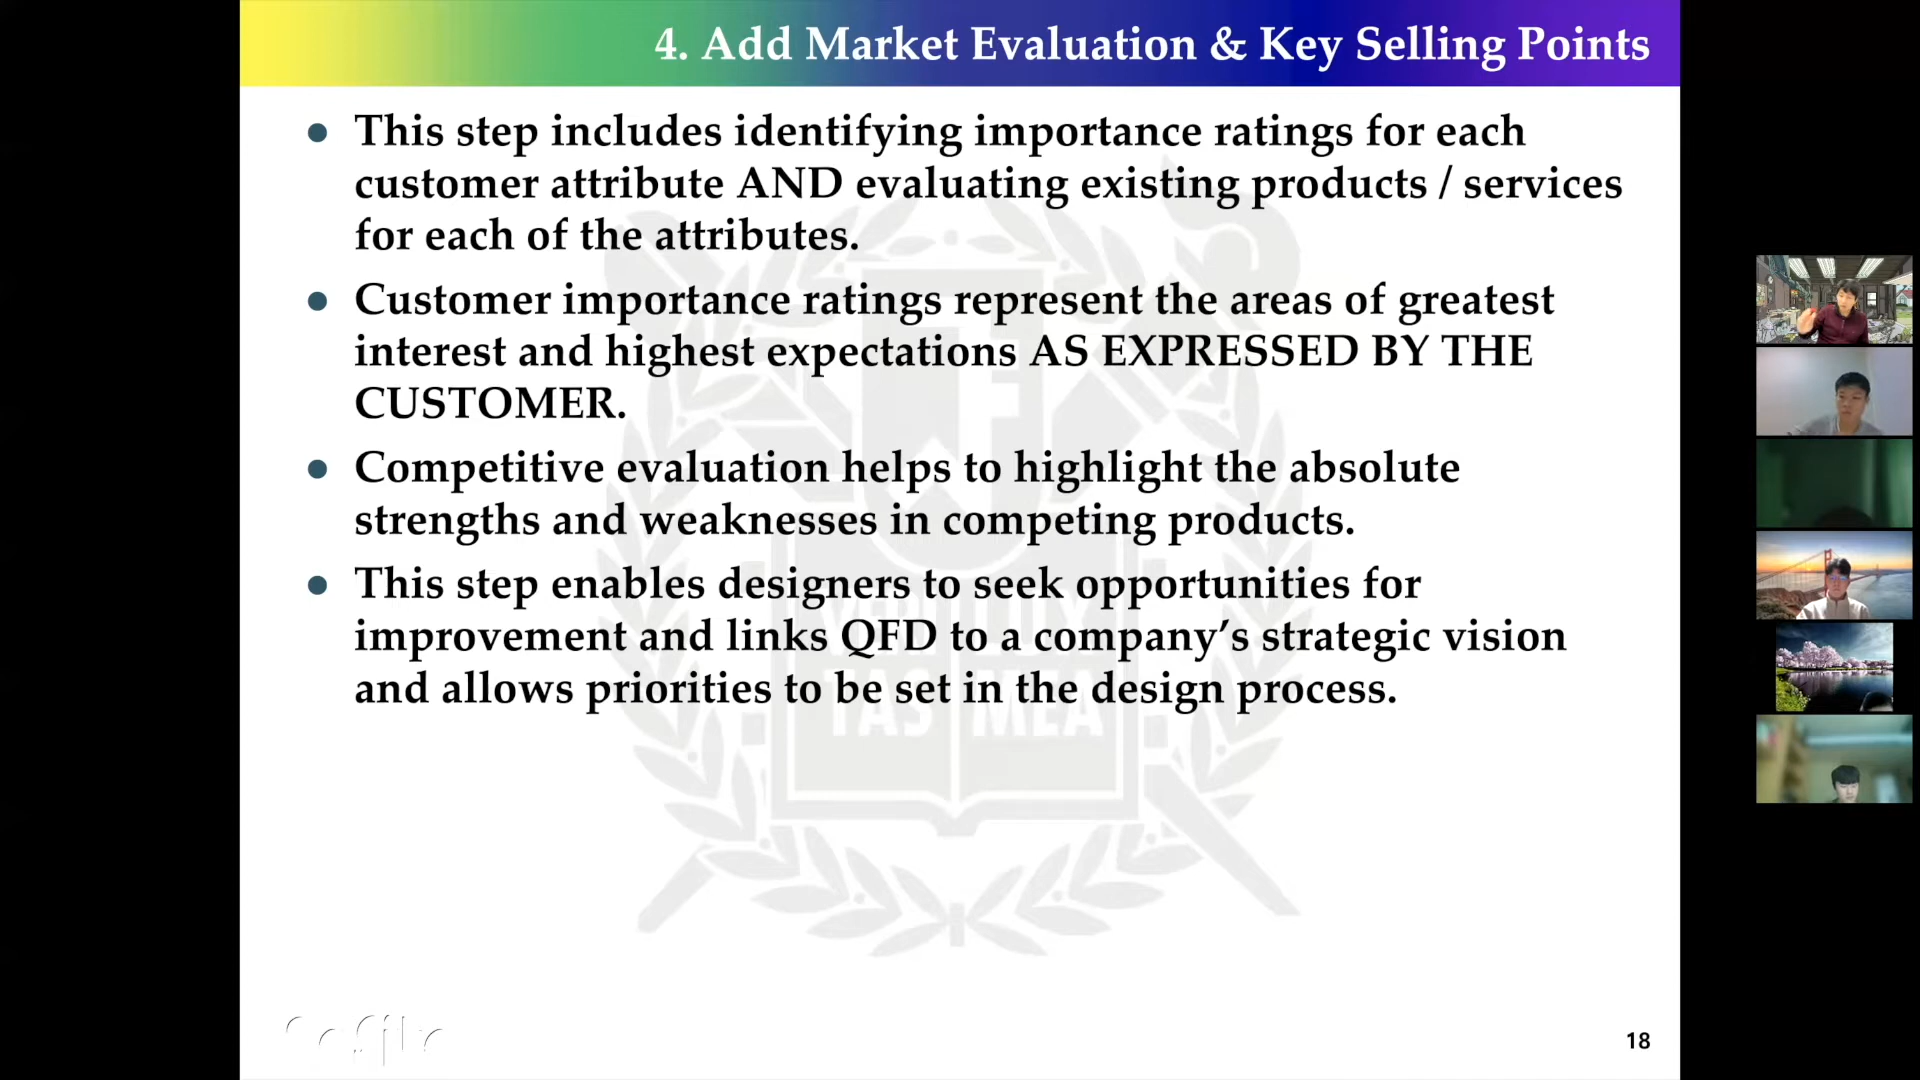 4. Add Market Evaluation & Key Selling Points
● This step includes identifying importance ratings for each
customer attribute AND evaluating existing products / services
for each of the attributes.
● Customer importance ratings represent the areas of greatest
interest and highest expectations AS EXPRESSED BY THE
CUSTOMER.
● Competitive evaluation helps to highlight the absolute
strengths and weaknesses in competing products.
● This step enables designers to seek opportunities for
improvement and links QFD to a company’s strategic vision
and allows priorities to be set in the design process.
TAS MEA
18